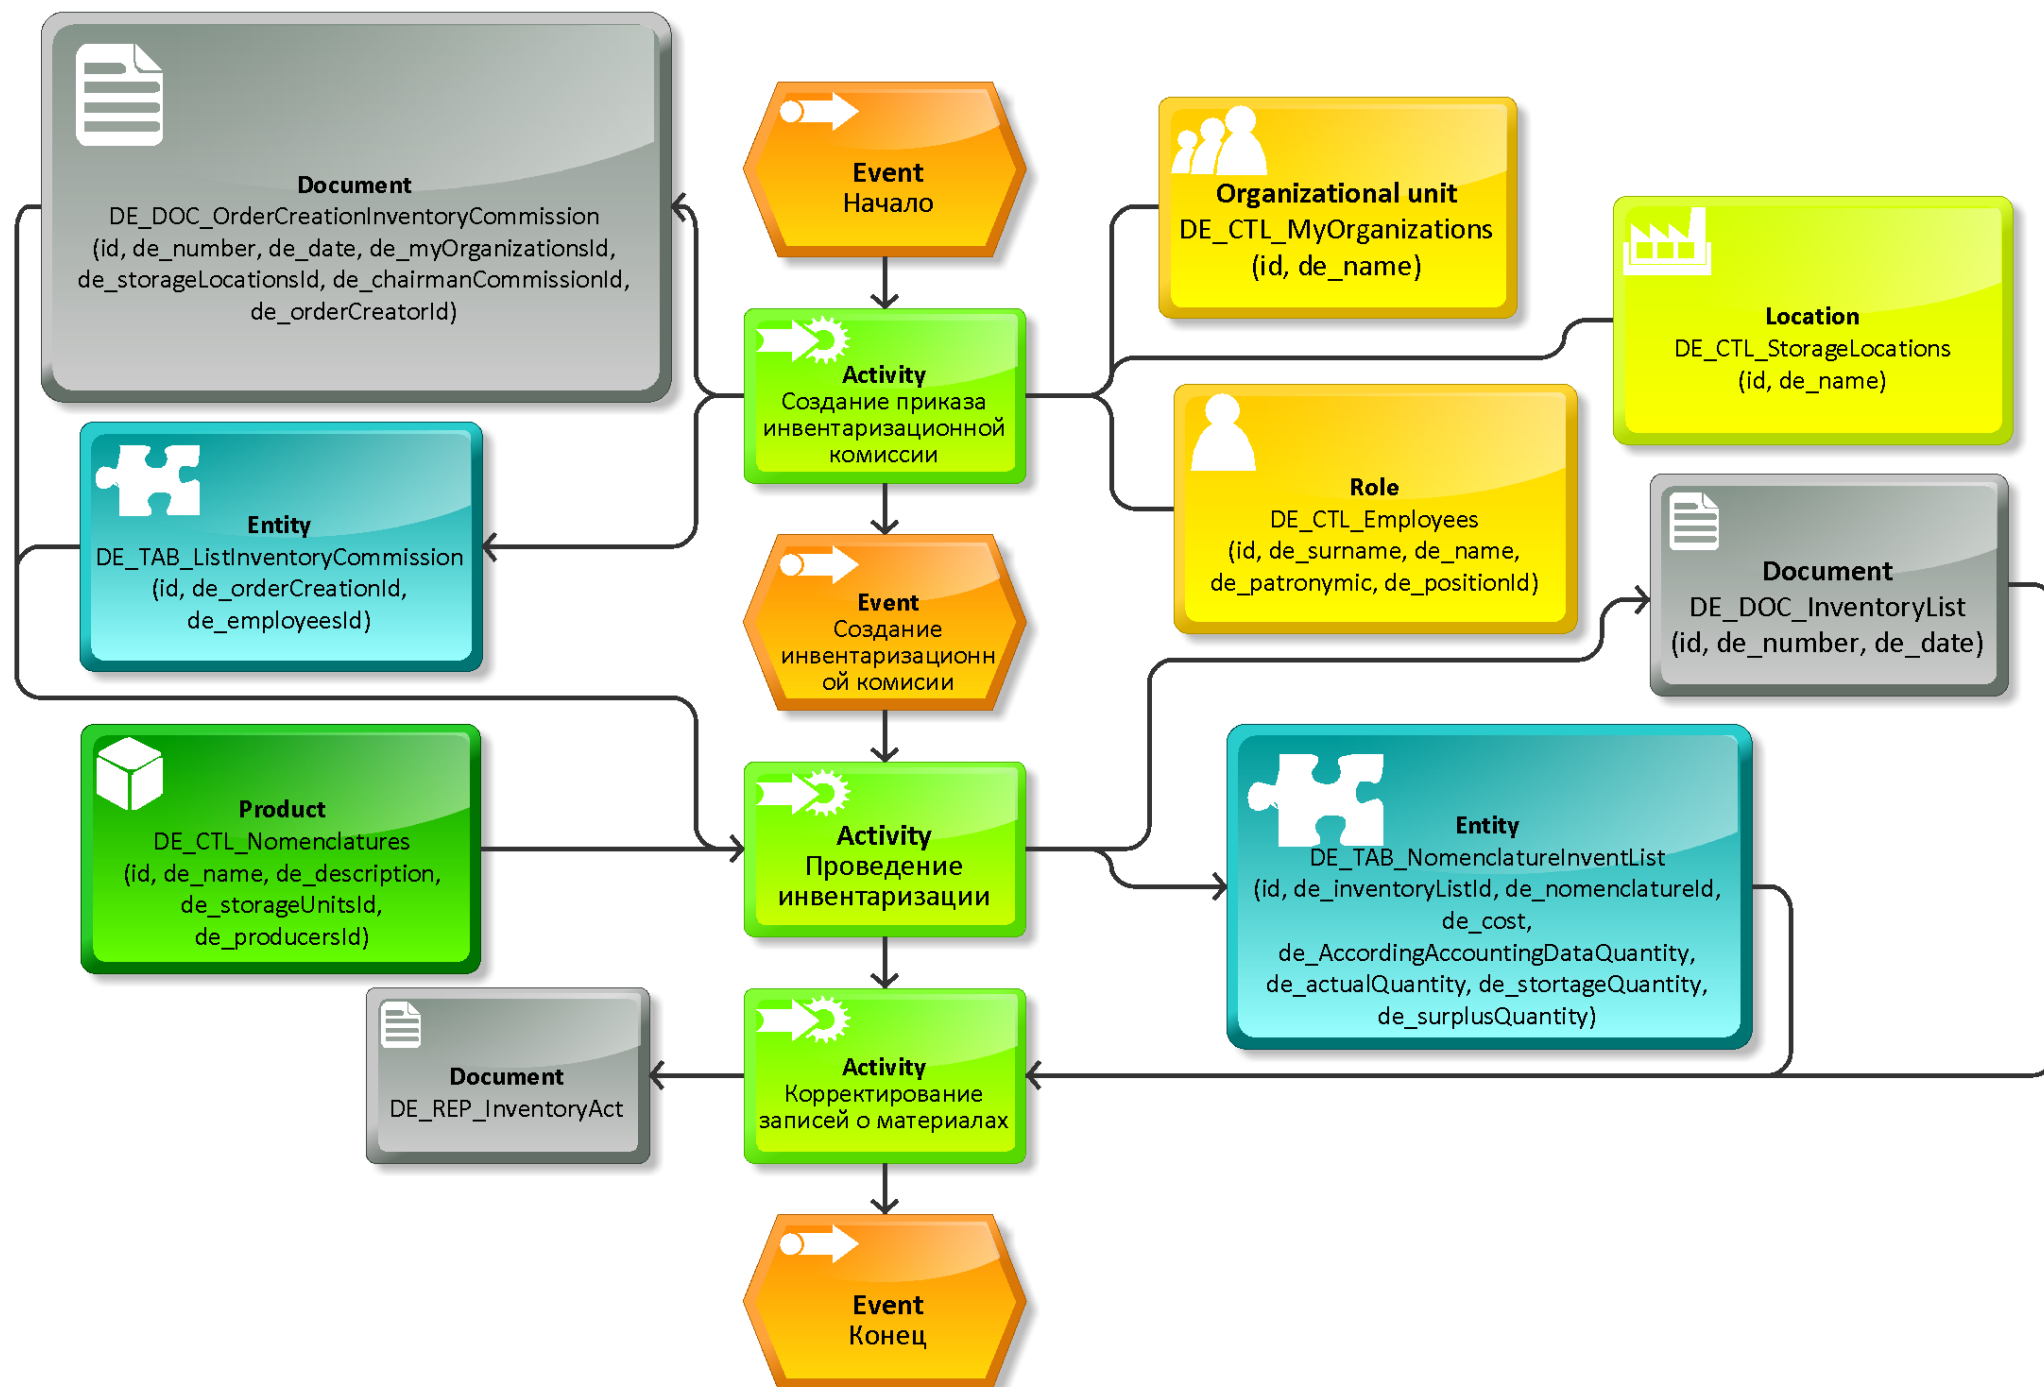 Document
DE_DOC_OrderCreationInventoryCommission
(id, de_number, de_date, de_myOrganizationsId,
de_storageLocationsId, de_chairmanCommissionId,
de_orderCreatorId)
Event
Начало
Organizational unit
DE_CTL_MyOrganizations
(id, de_name)
Location
DE_CTL_StorageLocations
(id, de_name)
Activity
Создание приказа
инвентаризационной
комиссии
Entity
DE_TAB_ListInventoryCommission
(id, de_orderCreationId,
de_employeesId)
Role
DE_CTL_Employees
(id, de_surname, de_name,
de_patronymic, de_positionId)
Document
DE_DOC_InventoryList
(id, de_number, de_date)
Event
Создание
инвентаризационн
ой комисии
Product
DE_CTL_Nomenclatures
(id, de_name, de_description,
de_storageUnitsId,
de_producersId)
Activity
Проведение
инвентаризации
Entity
DE_TAB_NomenclatureInventList
(id, de_inventoryListId, de_nomenclatureId,
de_cost,
de_AccordingAccountingDataQuantity,
de_actualQuantity, de_stortageQuantity,
de_surplusQuantity)
Document
DE_REP_InventoryAct
Activity
Корректирование
записей о материалах
Event
Конец